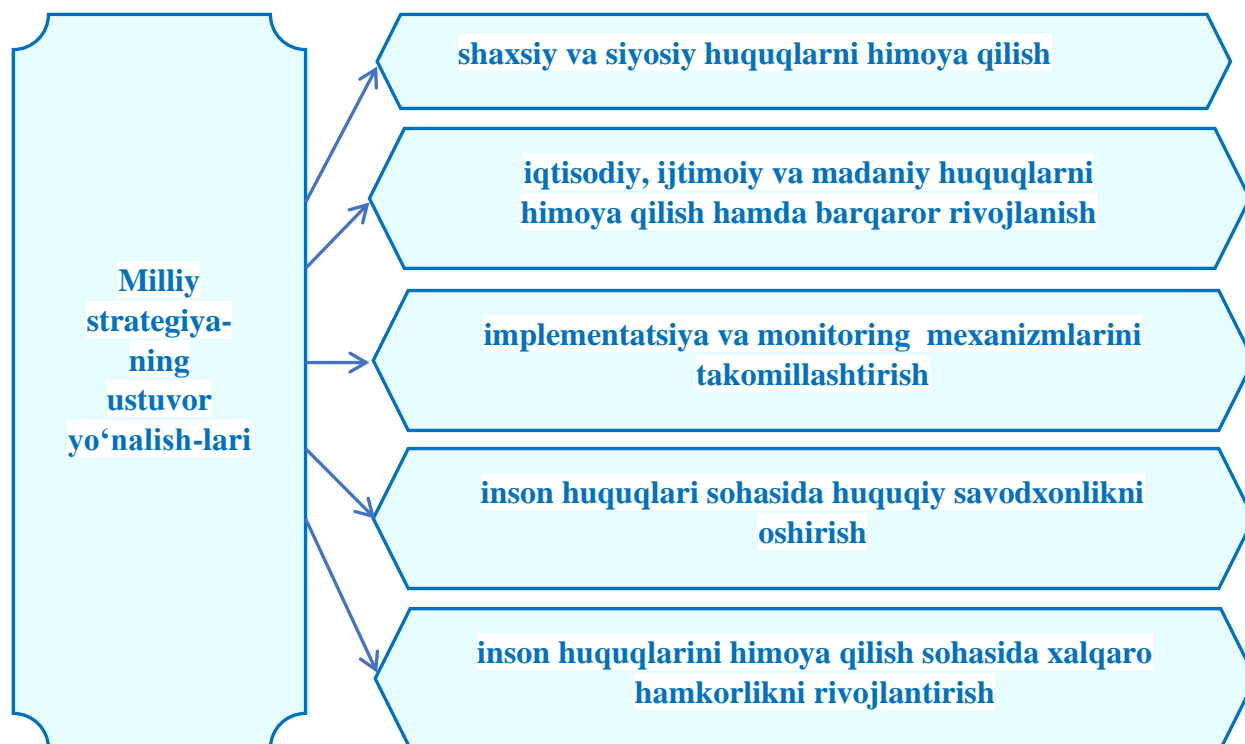 Milliy
strategiya-
ning
ustuvor
yo‘nalish-lari
shaxsiy va siyosiy huquqlarni himoya qilish
iqtisodiy, ijtimoiy va madaniy huquqlarni
himoya qilish hamda barqaror rivojlanish
implementatsiya va monitoring  mexanizmlarini
takomillashtirish
inson huquqlari sohasida huquqiy savodxonlikni
oshirish
inson huquqlarini himoya qilish sohasida xalqaro
hamkorlikni rivojlantirish